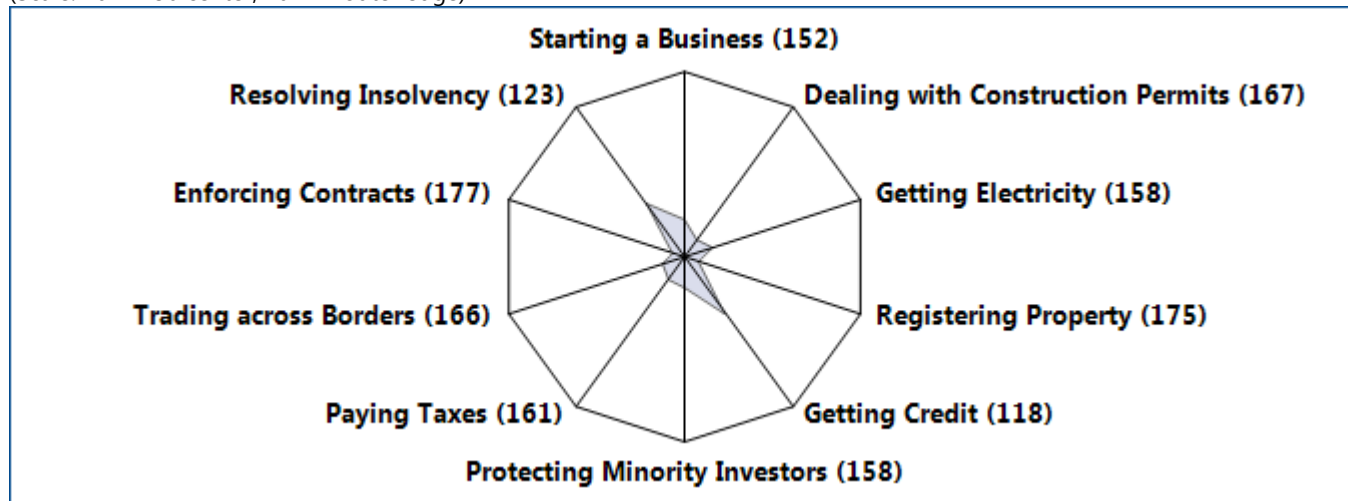 Starting a Business (152)
Resolving Insolvency (123)
Dealing with Construction Permits (167)
Enforcing Contracts (177)
Getting Electricity (158)
Trading across Borders (166)
Registering Property (175)
Paying Taxes (161)
Getting Credit (118)
Protecting Minority Investors (158)